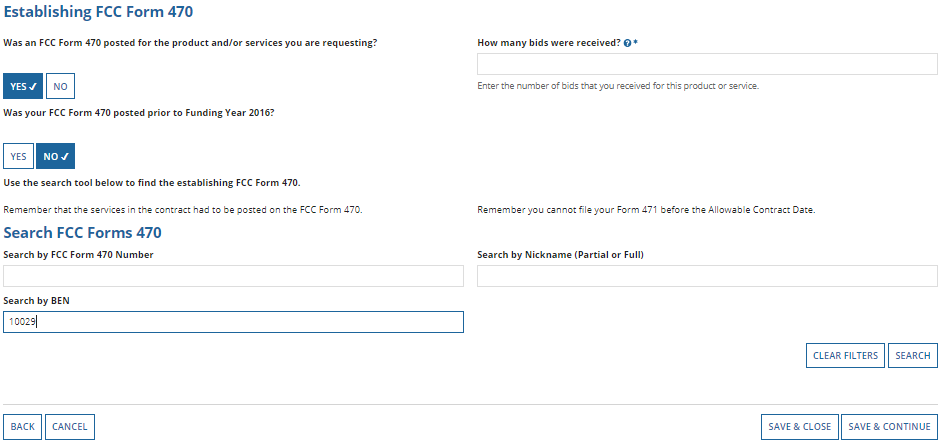 Establishing FCC Form 470
Was an FCC Form 470 posted for the product and/or services you are requesting?
How many bids were received? ?*
YES ✓ NO
Enter the number of bids that you received for this product or service.
Was your FCC Form 470 posted prior to Funding Year 2016?
YES NO ✓
Use the search tool below to find the establishing FCC Form 470.
Remember that the services in the contract had to be posted on the FCC Form 470.
Remember you cannot file your Form 471 before the Allowable Contract Date.
Search FCC Forms 470
Search by FCC Form 470 Number
Search by Nickname (Partial or Full)
Search by BEN
10029
CLEAR FILTERS SEARCH
BACK CANCEL SAVE & CLOSE SAVE & CONTINUE